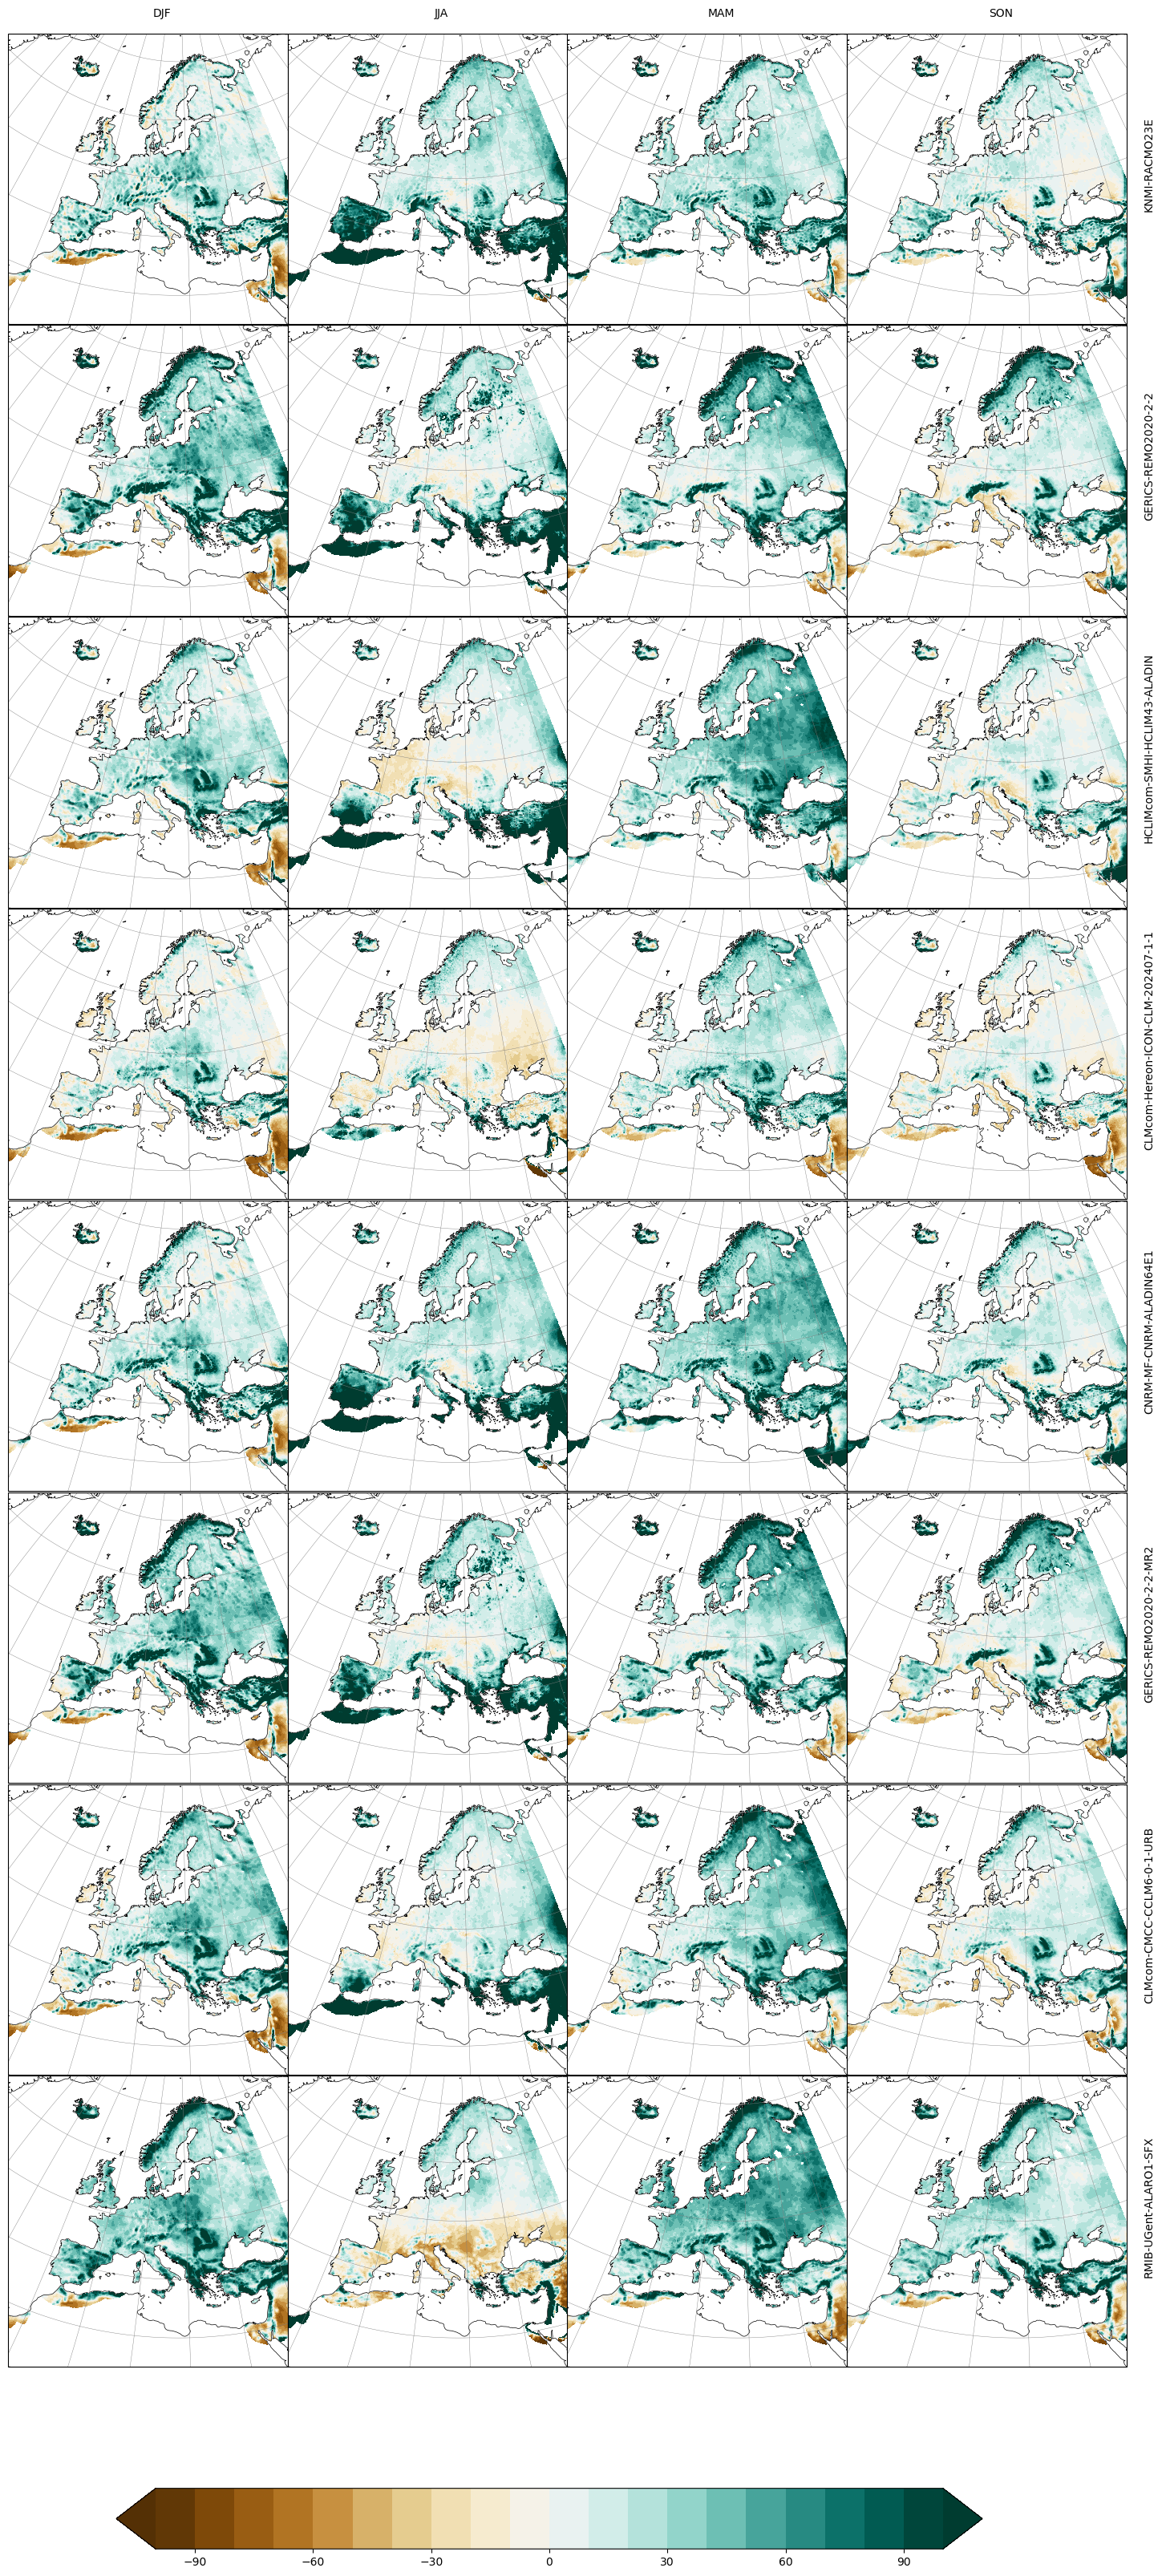 DJF JJA MAM SON
KNMI-RACMO23E
GERICS-REMO2020-2-2
HCLIMcom-SMHI-HCLIM43-ALADIN
CLMcom-Hereon-ICON-CLM-202407-1-1
CNRM-MF-CNRM-ALADIN64E1
GERICS-REMO2020-2-2-MR2
CLMcom-CMCC-CCLM6-0-1-URB
RMIB-UGent-ALARO1-SFX
−90 −60 −30 0 30 60 90